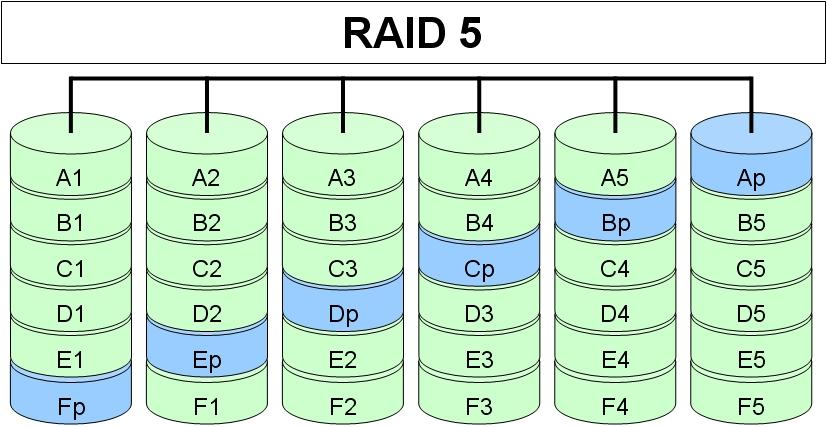 RAID 5
A1 A2 A3 A4 A5 Ap
B1 B2 B3 B4 Bp B5
C1 C2 C3 Cp C4 C5
D1 D2 Dp D3 D4 D5
E1 Ep E2 E3 E4 E5
Fp F1 F2 F3 F4 F5